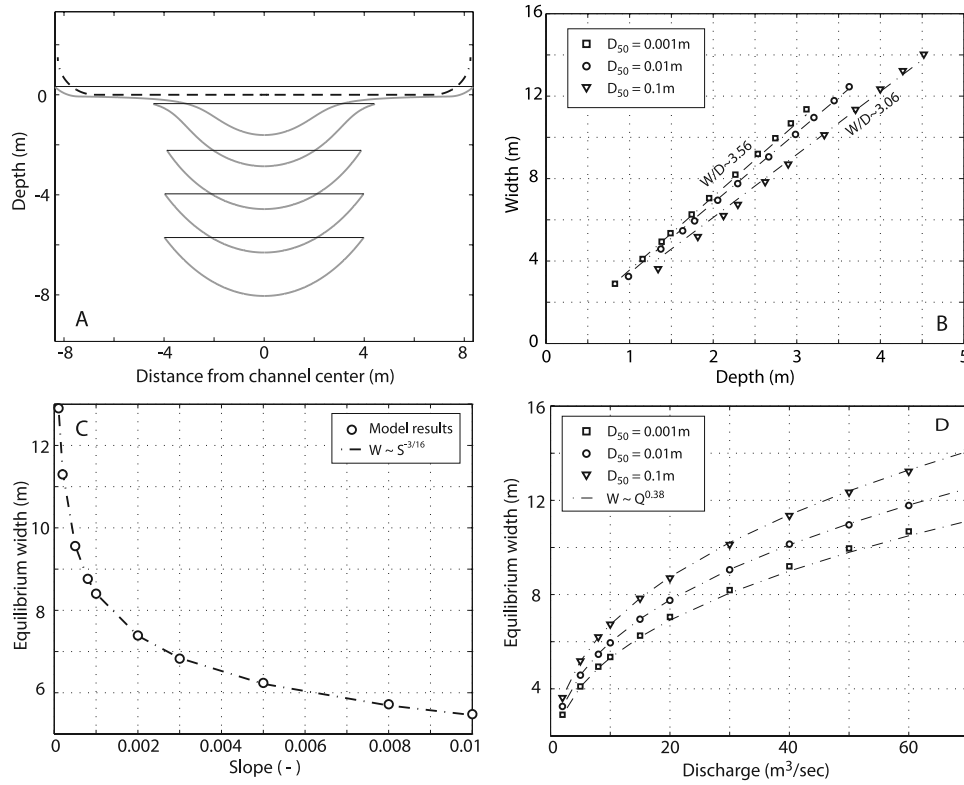 0
-4
-8
Depth (m)
A
-8
-4
0
4
8
Distance from channel center (m)
16
12
8
4
0
Width (m)
D50 = 0.001m
D50 = 0.01m
D50 = 0.1m
W/D~3.56
W/D~3.06
B
0
1
2
3
4
5
Depth (m)
12
10
8
6
Equilibrium width (m)
C
Model results
W ~ S^-3/16
0
0.002
0.004
0.006
0.008
0.01
Slope ( - )
16
12
8
4
Equilibrium width (m)
D50 = 0.001m
D50 = 0.01m
D50 = 0.1m
W ~ Q^0.38
D
0
20
40
60
Discharge (m³/sec)